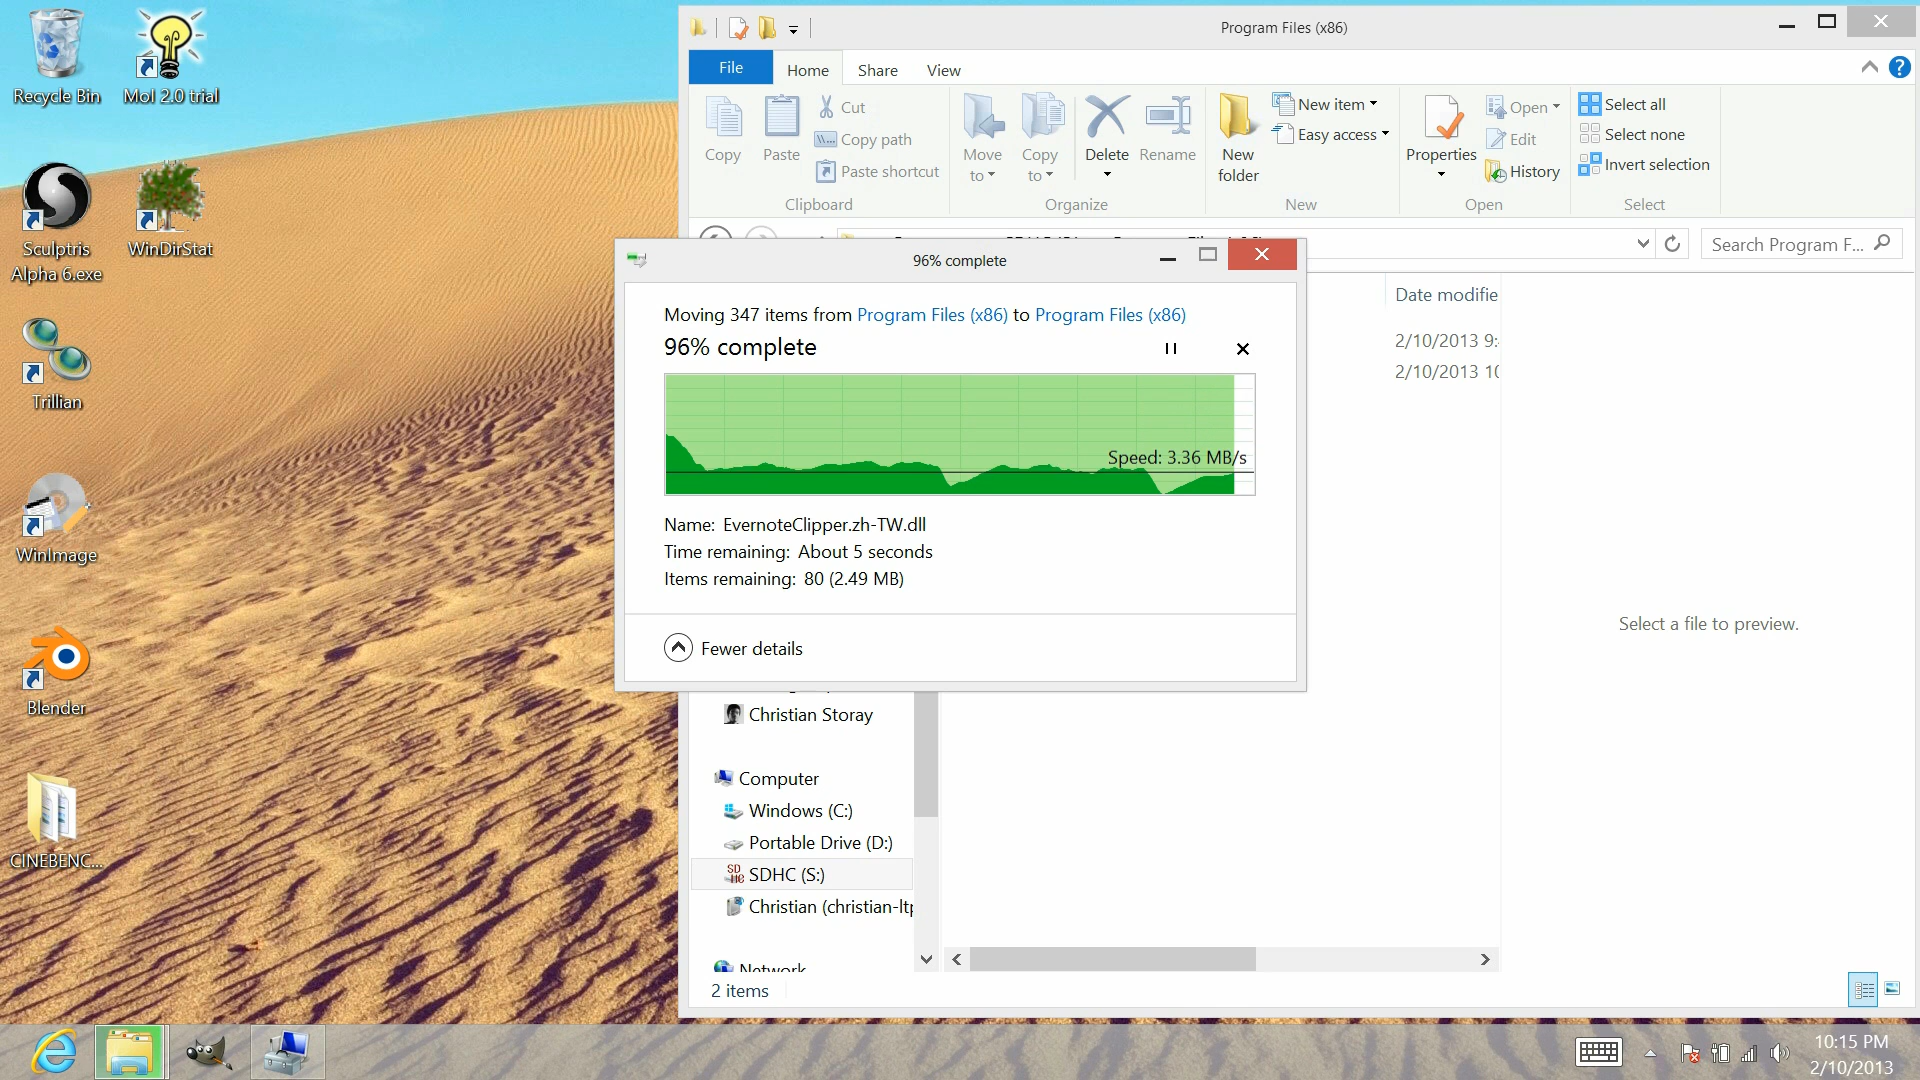 Recycle Bin
MoI 2.0 trial
Sculptris
Alpha 6.exe
WinDirStat
Trillian
WinImage
Blender
CINEBENC...
Program Files (x86)
File
Home
Share
View
Copy
Paste
Cut
Copy path
Paste shortcut
Clipboard
Move
to
Copy
to
Delete
Rename
Organize
New
folder
New item
Easy access
New
Properties
Open
Edit
History
Open
Select all
Select none
Invert selection
Select
Search Program F...
96% complete
Moving 347 items from Program Files (x86) to Program Files (x86)
96% complete
Speed: 3.36 MB/s
Name: EvernoteClipper.zh-TW.dll
Time remaining: About 5 seconds
Items remaining: 80 (2.49 MB)
Fewer details
Date modifie
2/10/2013 9:
2/10/2013 10
Select a file to preview.
Christian Storay
Computer
Windows (C:)
Portable Drive (D:)
SDHC (S:)
Christian (christian-ltp
Network
2 items
10:15 PM
2/10/2013